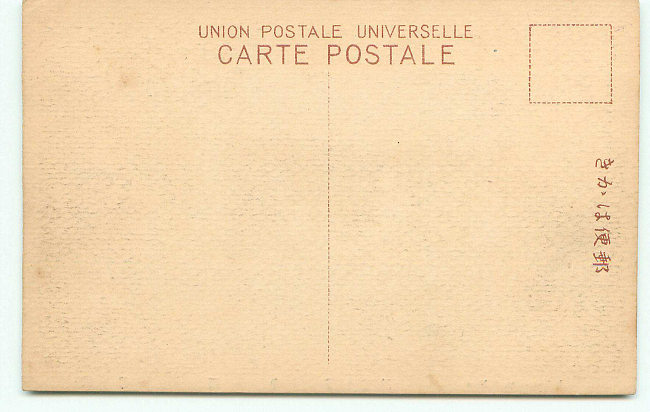 UNION POSTALE UNIVERSELLE
CARTE POSTALE
きかは便郵